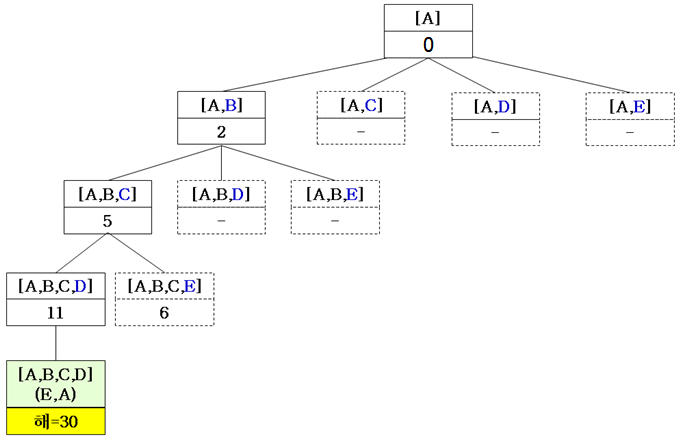 [A]
0
[A,B]
2
[A,C]
–
[A,D]
–
[A,E]
–
[A,B,C]
5
[A,B,D]
–
[A,B,E]
–
[A,B,C,D]
11
[A,B,C,E]
6
[A,B,C,D]
(E,A)
해=30